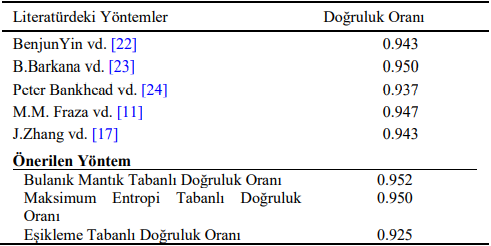 Literatürdeki Yöntemler Doğruluk Oranı
BenjunYin vd. [22] 0.943
B.Barkana vd. [23] 0.950
Peter Bankhead vd. [24] 0.937
M.M. Fraza vd. [11] 0.947
J.Zhang vd. [17] 0.943
Önerilen Yöntem
Bulanık Mantık Tabanlı Doğruluk Oranı 0.952
Maksimum Entropi Tabanlı Doğruluk 0.950
Oranı
Eşikleme Tabanlı Doğruluk Oranı 0.925